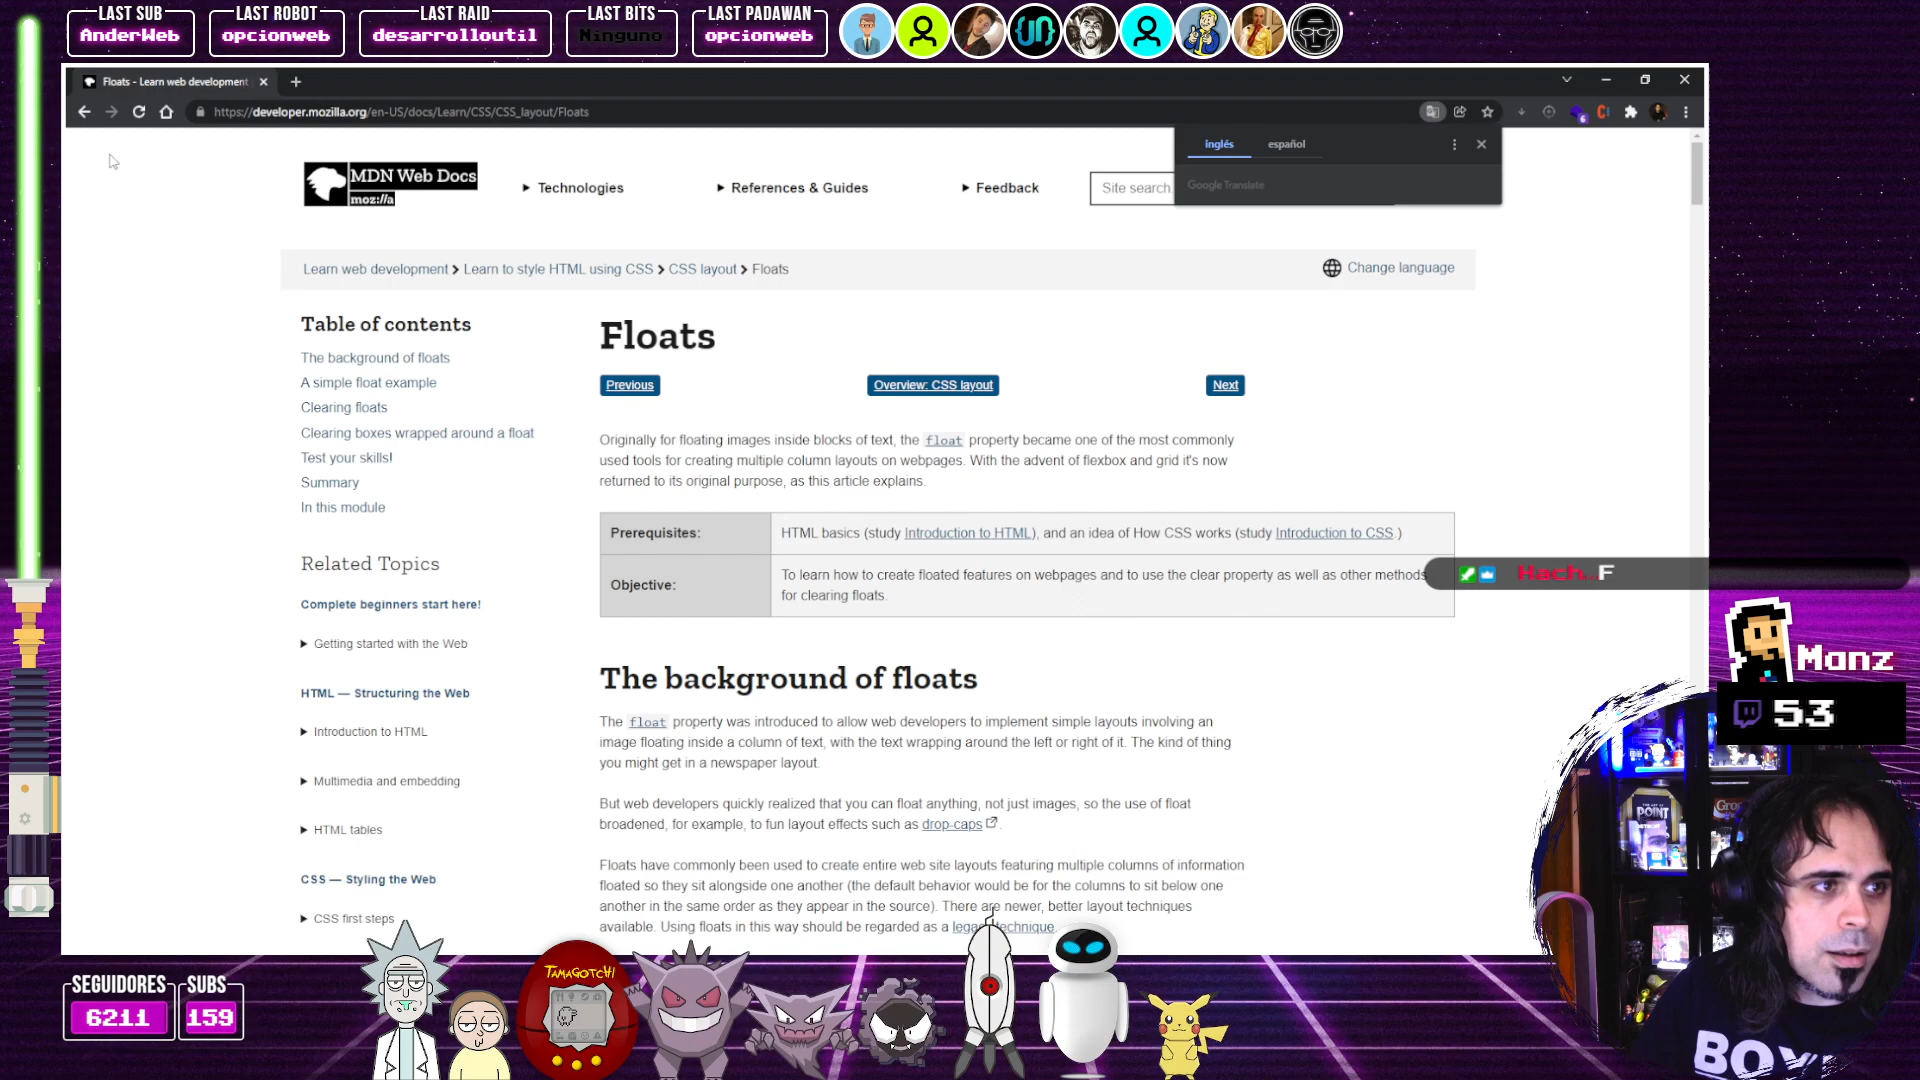 LAST SUB
AnderWeb
LAST ROBOT
opcionweb
LAST RAID
desarrolloutil
LAST BITS
Ninguno
LAST PADAWAN
opcionweb
Floats - Learn web development
https://developer.mozilla.org/en-US/docs/Learn/CSS/CSS_layout/Floats
6
inglés
español
Google Translate
MDN Web Docs
moz://a
Technologies
References & Guides
Feedback
Site search
Learn web development > Learn to style HTML using CSS > CSS layout > Floats
Change language
Table of contents
The background of floats
A simple float example
Clearing floats
Clearing boxes wrapped around a float
Test your skills!
Summary
In this module
Related Topics
Complete beginners start here!
Getting started with the Web
HTML — Structuring the Web
Introduction to HTML
Multimedia and embedding
HTML tables
CSS — Styling the Web
CSS first steps
Floats
Previous
Overview: CSS layout
Next
Originally for floating images inside blocks of text, the float property became one of the most commonly
used tools for creating multiple column layouts on webpages. With the advent of flexbox and grid it's now
returned to its original purpose, as this article explains.
Prerequisites:
HTML basics (study Introduction to HTML), and an idea of How CSS works (study Introduction to CSS.)
Objective:
To learn how to create floated features on webpages and to use the clear property as well as other methods
for clearing floats.
The background of floats
The float property was introduced to allow web developers to implement simple layouts involving an
image floating inside a column of text, with the text wrapping around the left or right of it. The kind of thing
you might get in a newspaper layout.
But web developers quickly realized that you can float anything, not just images, so the use of float
broadened, for example, to fun layout effects such as drop-caps.
Floats have commonly been used to create entire web site layouts featuring multiple columns of information
floated so they sit alongside one another (the default behavior would be for the columns to sit below one
another in the same order as they appear in the source). There are newer, better layout techniques
available. Using floats in this way should be regarded as a legacy technique.
Hach...F
Manz
53
POINT
SEGUIDORES
6211
SUBS
159
TAMAGOTCHI